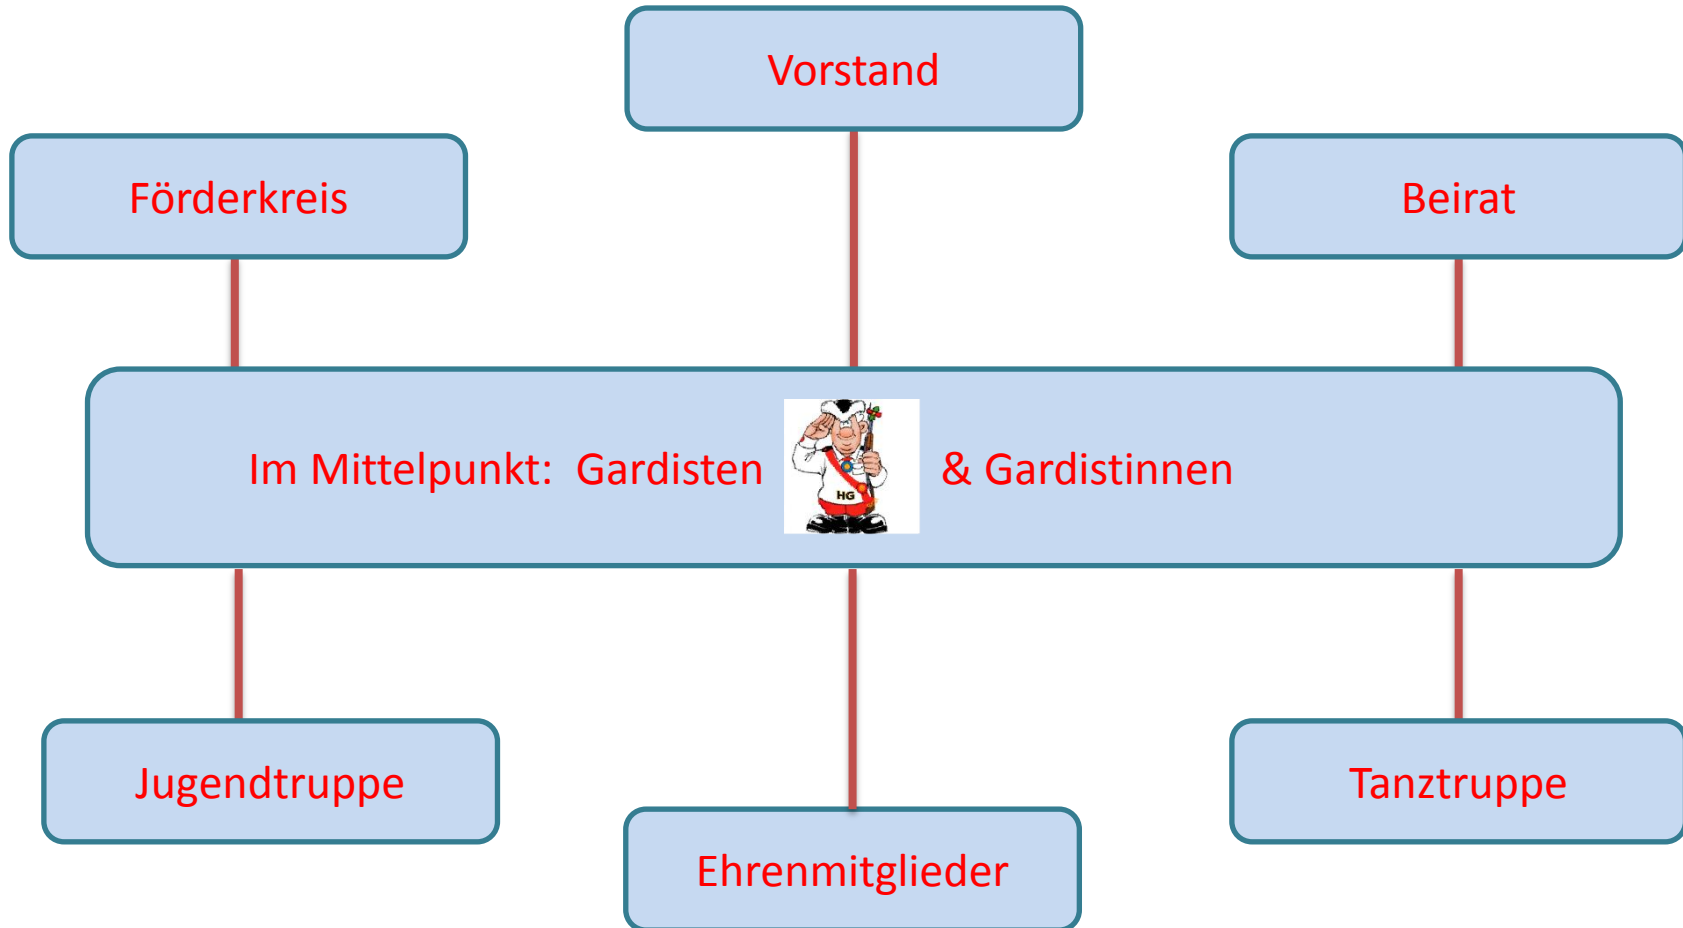 Vorstand
Förderkreis
Beirat
Im Mittelpunkt: Gardisten & Gardistinnen
HG
Jugendtruppe
Tanztruppe
Ehrenmitglieder